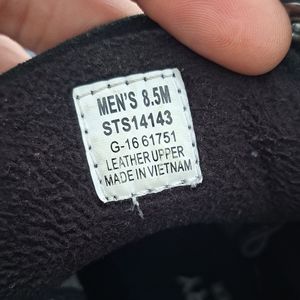 MEN'S 8.5M
STS14143
G-16 61751
LEATHER UPPER
MADE IN VIETNAM